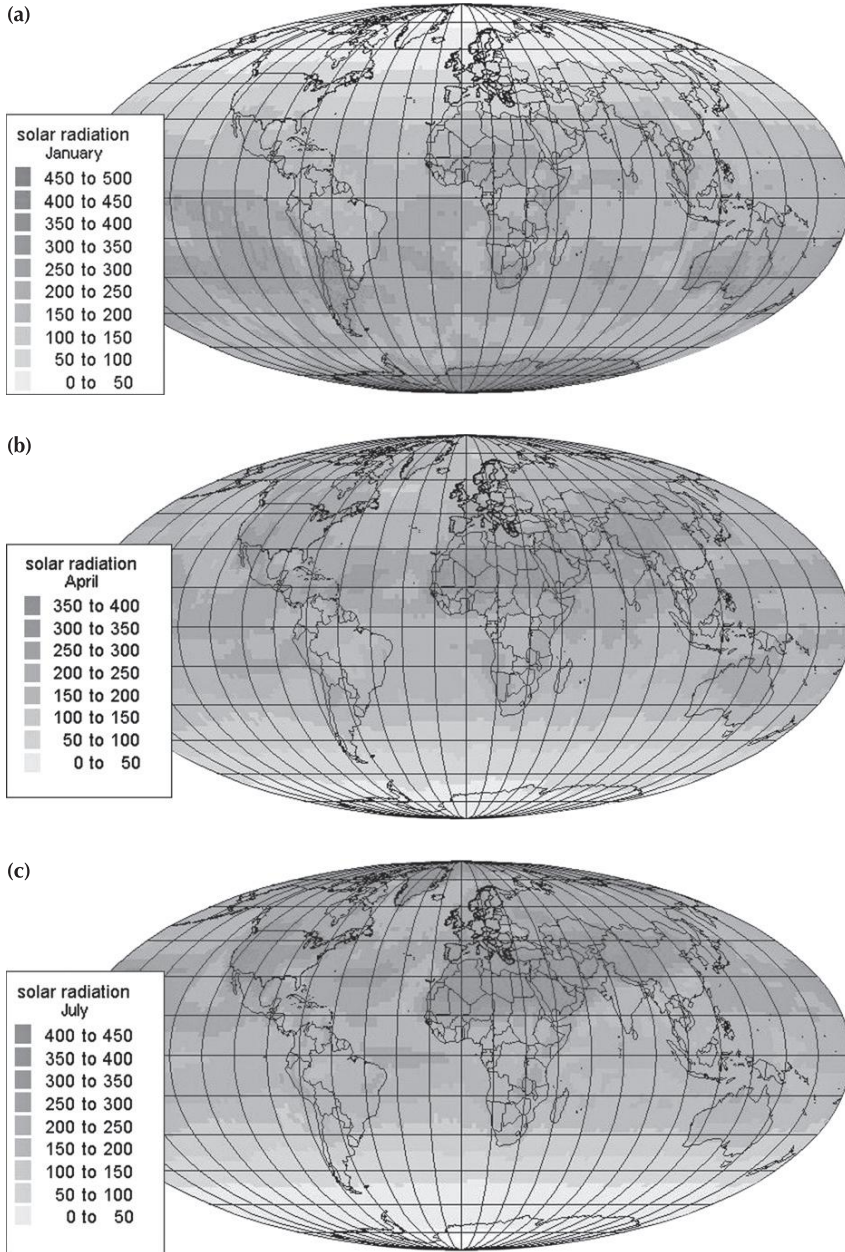 (a)
solar radiation
January
450 to 500
400 to 450
350 to 400
300 to 350
250 to 300
200 to 250
150 to 200
100 to 150
50 to 100
0 to 50
(b)
solar radiation
April
350 to 400
300 to 350
250 to 300
200 to 250
150 to 200
100 to 150
50 to 100
0 to 50
(c)
solar radiation
July
400 to 450
350 to 400
300 to 350
250 to 300
200 to 250
150 to 200
100 to 150
50 to 100
0 to 50